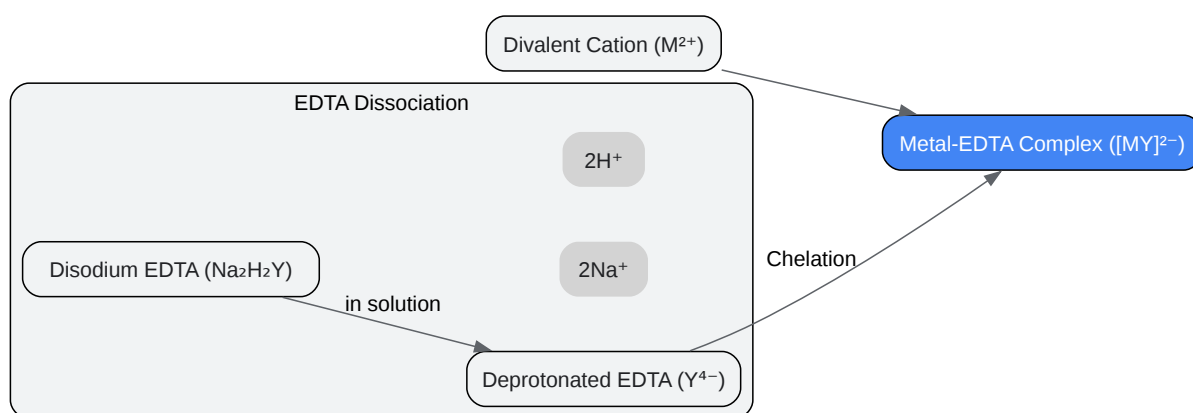 Divalent Cation (M²⁺)
EDTA Dissociation
2H⁺
Metal-EDTA Complex ([MY]²⁻)
Disodium EDTA (Na₂H₂Y)
2Na⁺
Chelation
in solution
Deprotonated EDTA (Y⁴⁻)